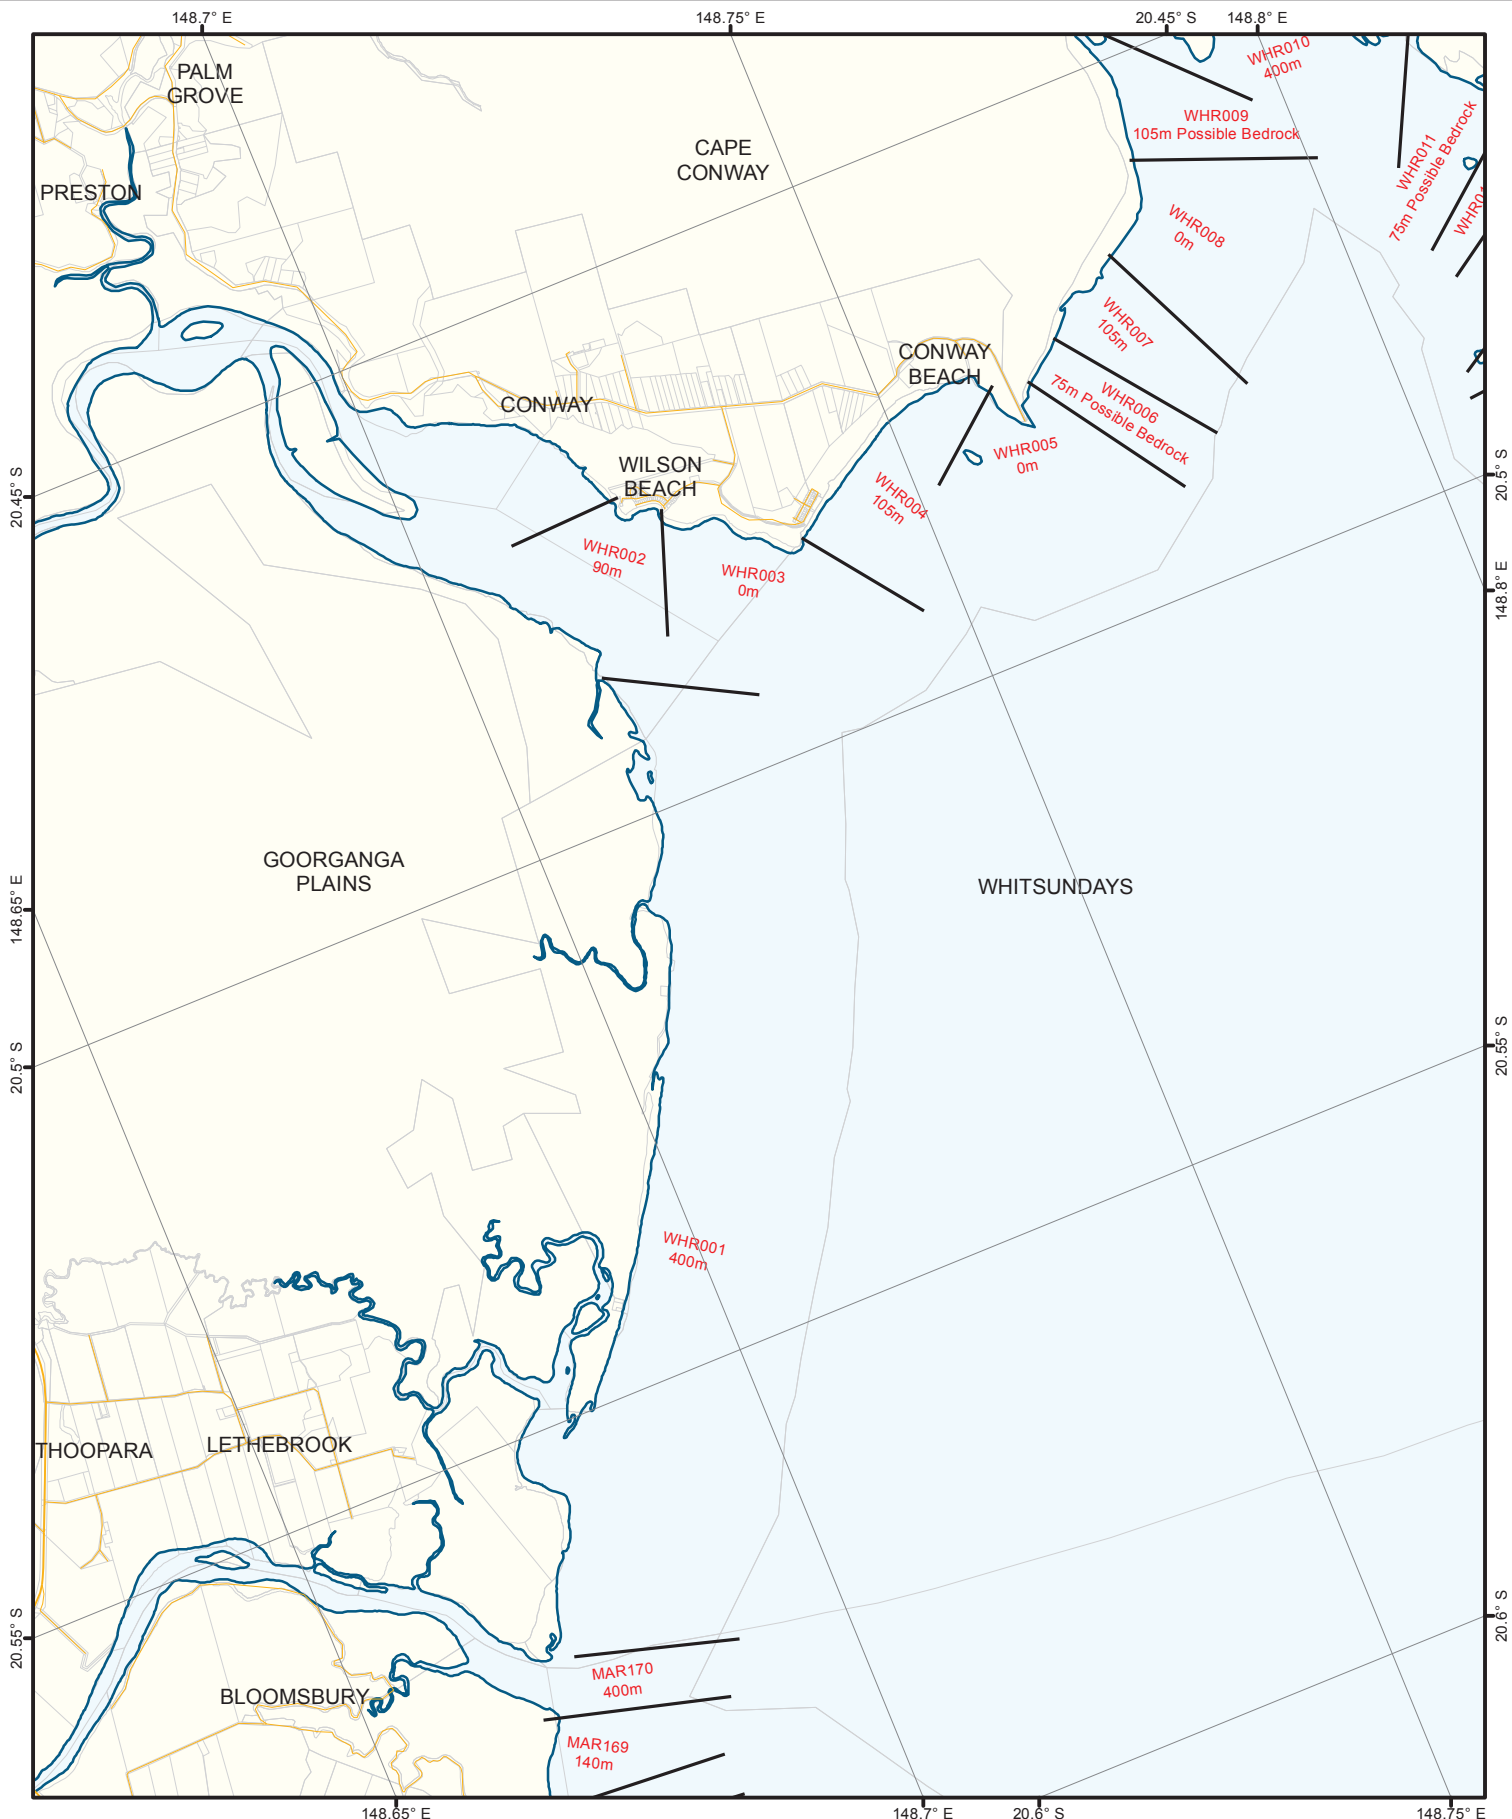 148.7° E
148.75° E
20.45° S
148.8° E
PALM
GROVE
CAPE
CONWAY
WHR010
400m
WHR009
105m Possible Bedrock
WHR011
75m Possible Bedrock
PRESTON
WHR008
0m
WHR007
105m
CONWAY
BEACH
WHR006
75m Possible Bedrock
CONWAY
WHR005
0m
WILSON
BEACH
WHR004
105m
20.45° S
20.5° S
WHR002
90m
WHR003
0m
148.8° E
GOORGANGA
PLAINS
WHITSUNDAYS
148.65° E
20.5° S
20.55° S
WHR001
400m
THOOPARA
LETHEBROOK
20.55° S
20.6° S
MAR170
400m
BLOOMSBURY
MAR169
140m
148.65° E
148.7° E
20.6° S
148.75° E